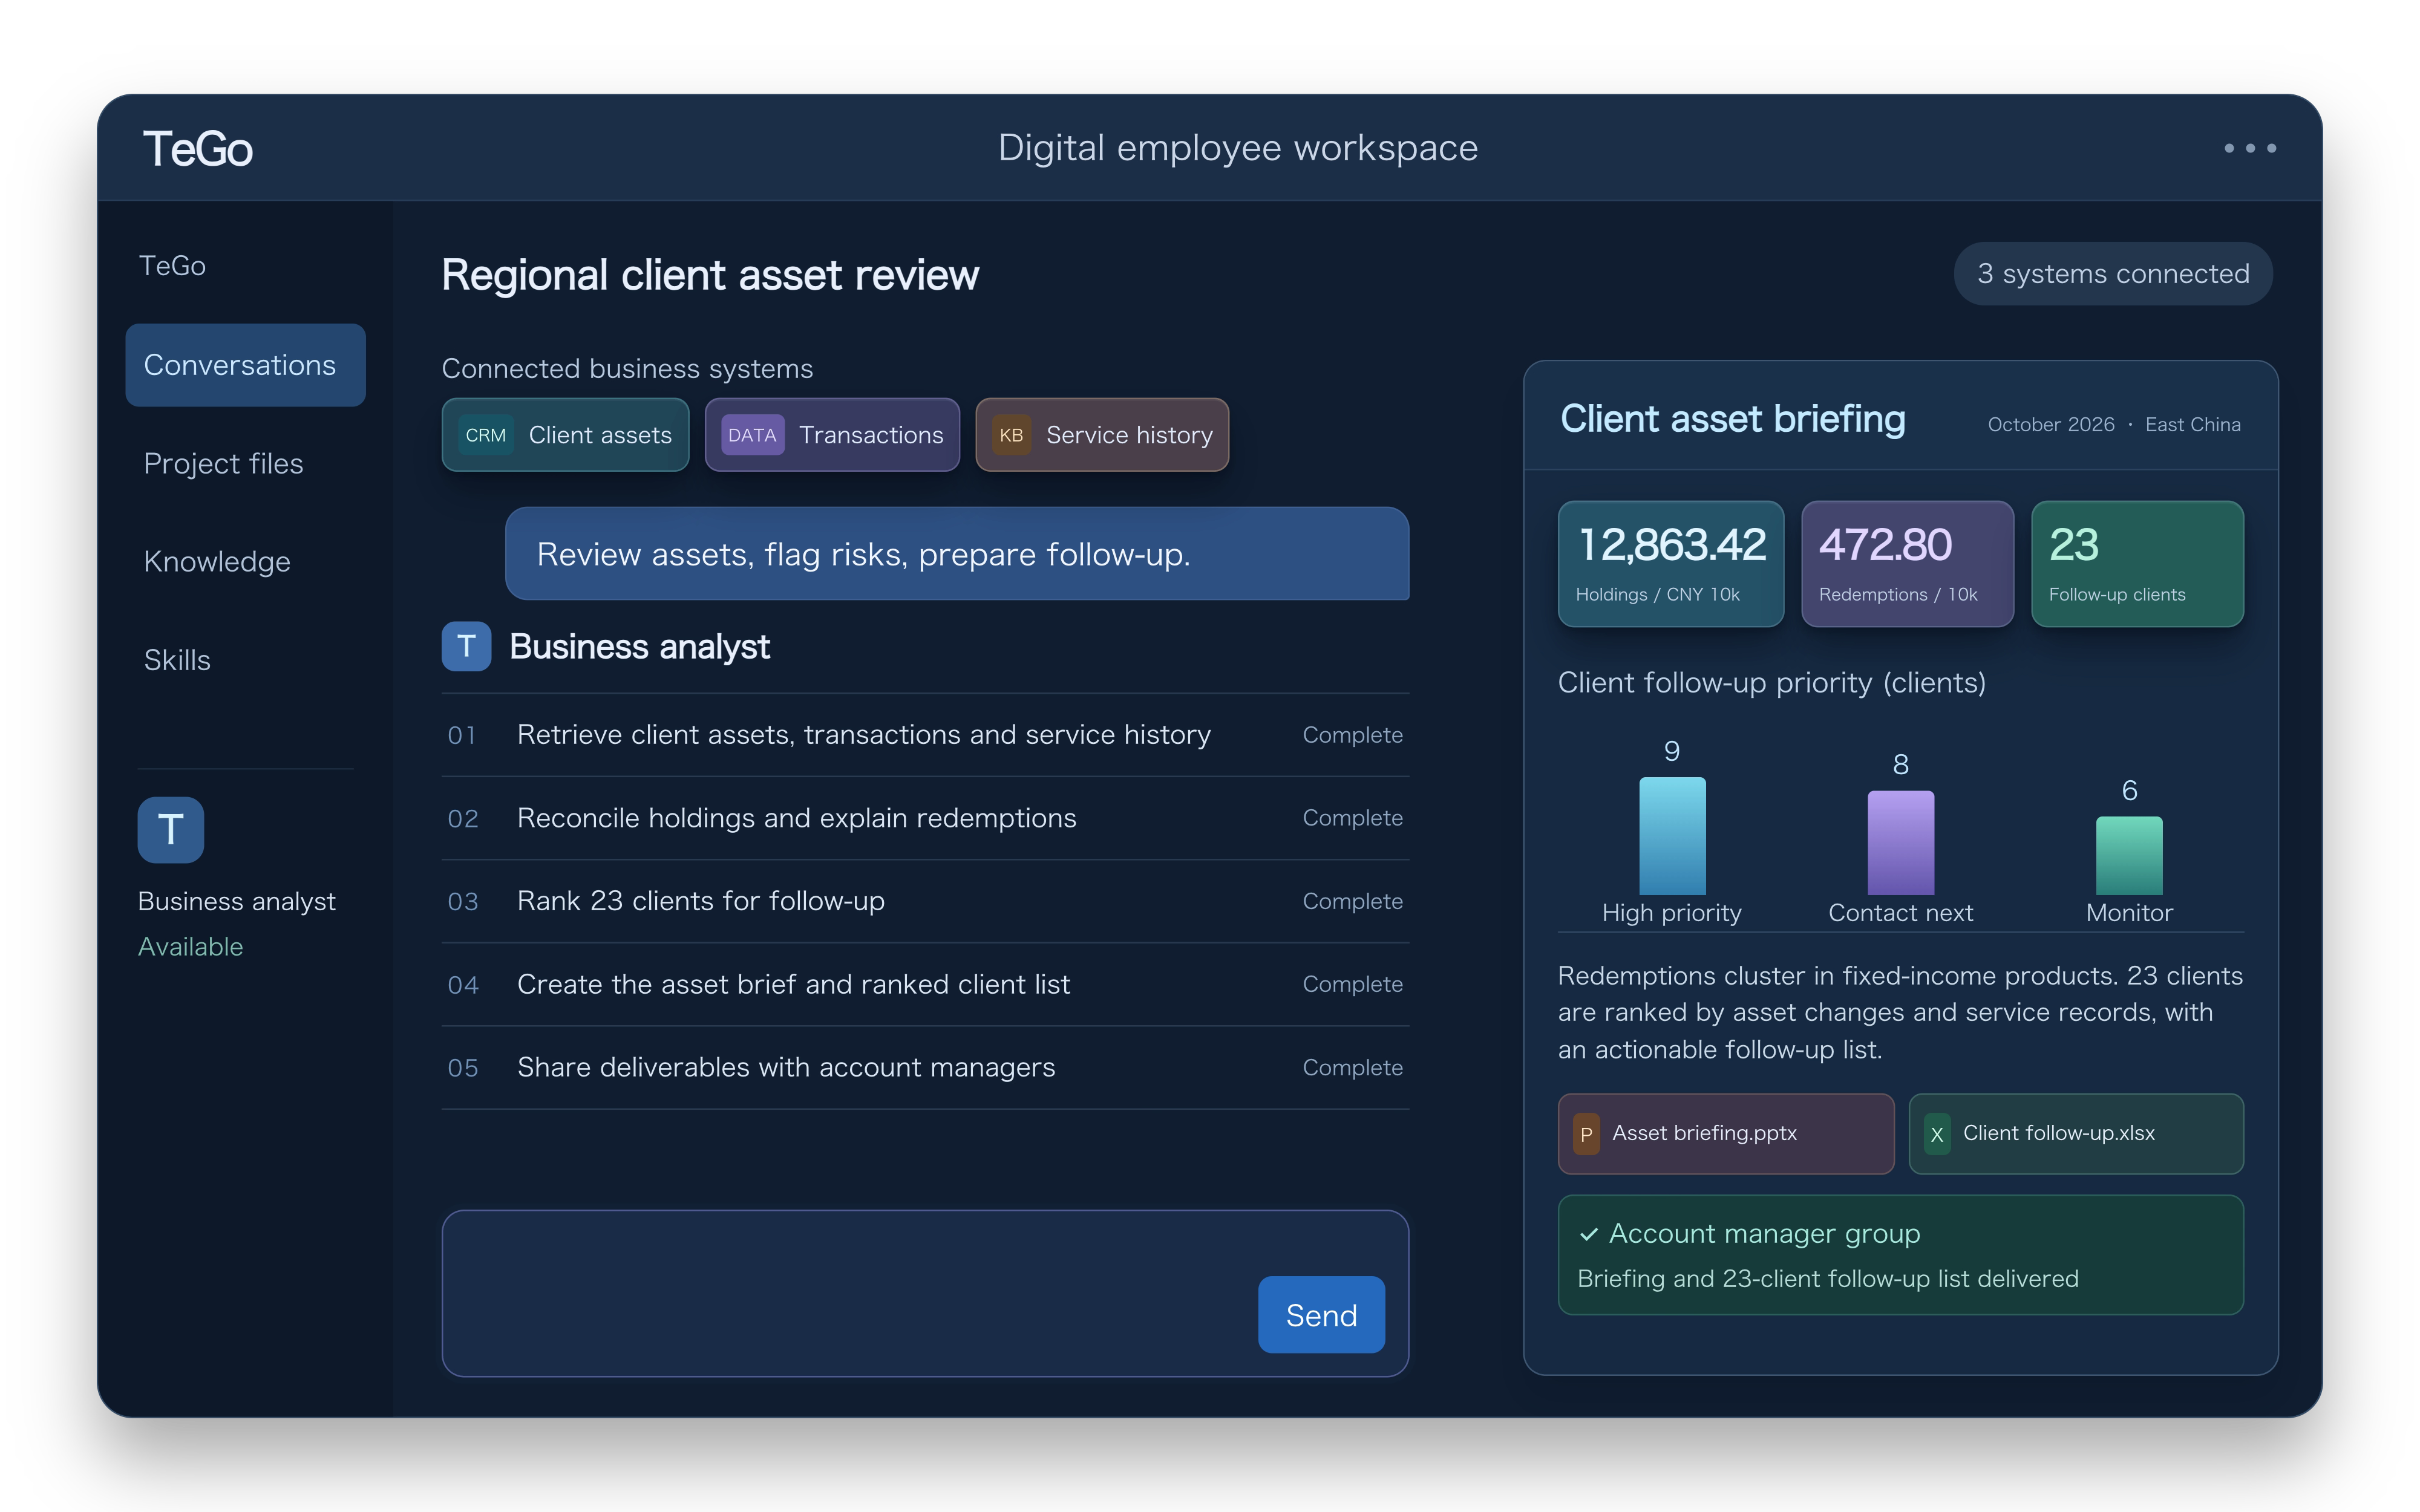 TeGo
Digital employee workspace
TeGo
Conversations
Project files
Knowledge
Skills
T
Business analyst
Available
Regional client asset review
3 systems connected
Connected business systems
CRM Client assets
DATA Transactions
KB Service history
Review assets, flag risks, prepare follow-up.
T Business analyst
01 Retrieve client assets, transactions and service history Complete
02 Reconcile holdings and explain redemptions Complete
03 Rank 23 clients for follow-up Complete
04 Create the asset brief and ranked client list Complete
05 Share deliverables with account managers Complete
Send
Client asset briefing
October 2026 · East China
12,863.42
Holdings / CNY 10k
472.80
Redemptions / 10k
23
Follow-up clients
Client follow-up priority (clients)
9
8
6
High priority
Contact next
Monitor
Redemptions cluster in fixed-income products. 23 clients
are ranked by asset changes and service records, with
an actionable follow-up list.
P Asset briefing.pptx
X Client follow-up.xlsx
✓ Account manager group
Briefing and 23-client follow-up list delivered